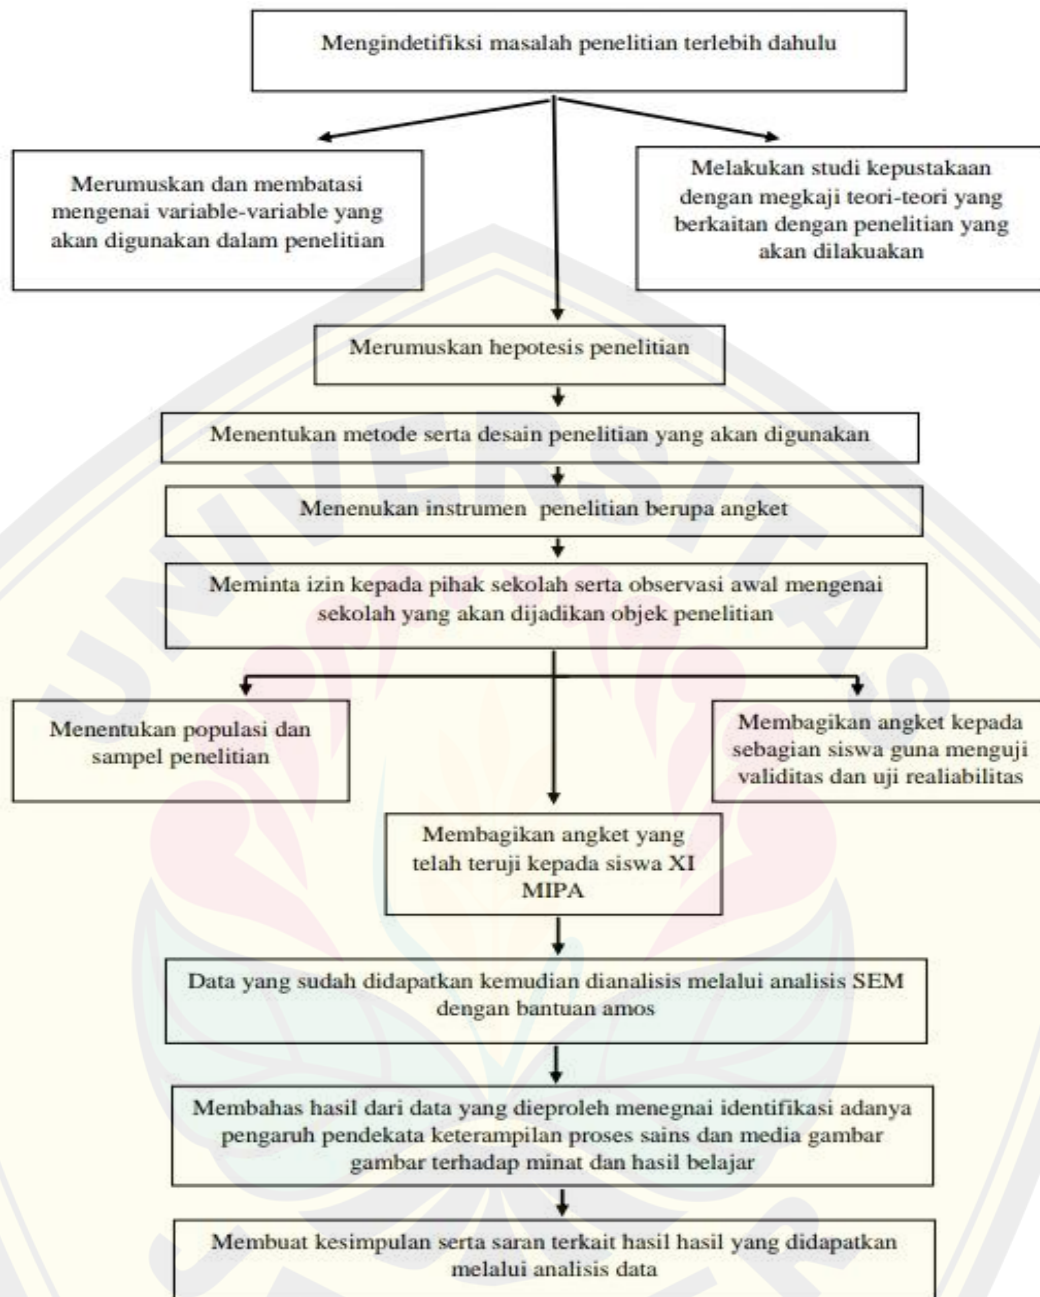 Mengindetifiksi masalah penelitian terlebih dahulu
Merumuskan dan membatasi
mengenai variable-variable yang
akan digunakan dalam penelitian
Melakukan studi kepustakaan
dengan megkaji teori-teori yang
berkaitan dengan penelitian yang
akan dilakuakan
Merumuskan hepotesis penelitian
Menentukan metode serta desain penelitian yang akan digunakan
Menenukan instrumen penelitian berupa angket
Meminta izin kepada pihak sekolah serta observasi awal mengenai
sekolah yang akan dijadikan objek penelitian
Menentukan populasi dan
sampel penelitian
Membagikan angket kepada
sebagian siswa guna menguji
validitas dan uji realiabilitas
Membagikan angket yang
telah teruji kepada siswa XI
MIPA
Data yang sudah didapatkan kemudian dianalisis melalui analisis SEM
dengan bantuan amos
Membahas hasil dari data yang dieproleh menegnai identifikasi adanya
pengaruh pendekata keterampilan proses sains dan media gambar
gambar terhadap minat dan hasil belajar
Membuat kesimpulan serta saran terkait hasil hasil yang didapatkan
melalui analisis data
UNIVERSITAS